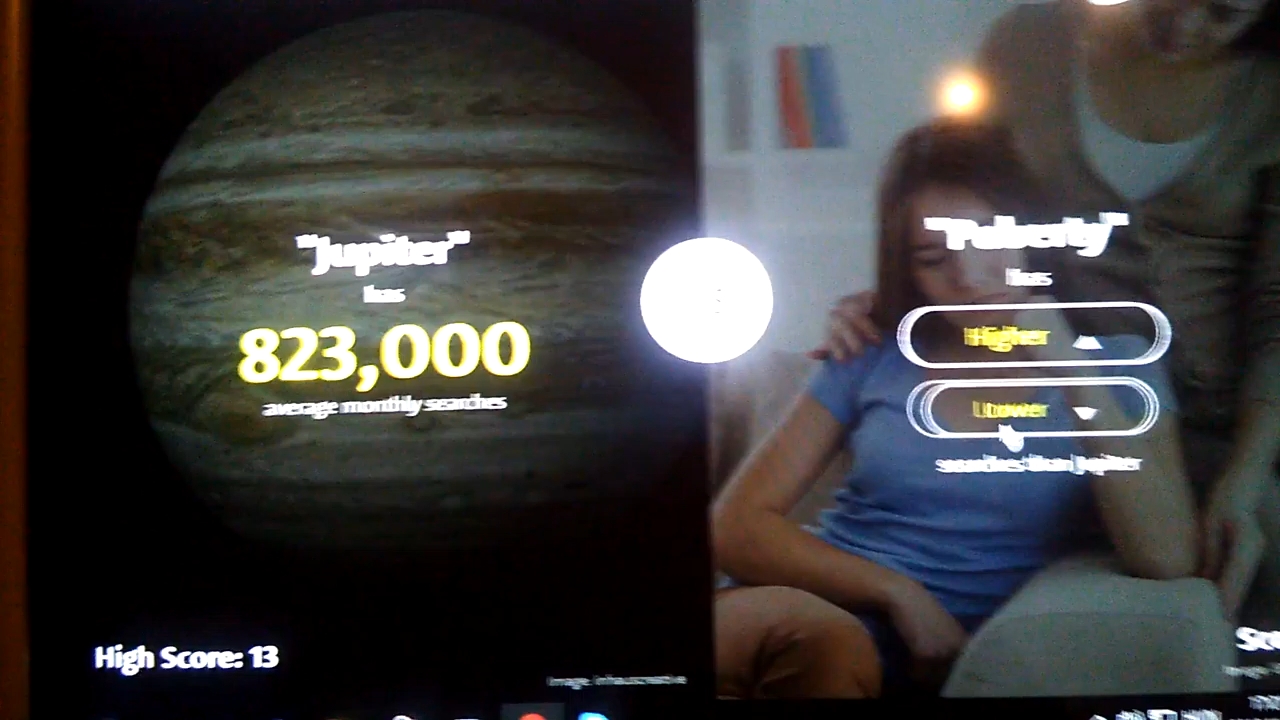 "Jupiter"
has
823,000
average monthly searches
High Score: 13
"Puberty"
has
Higher
Lower
searches than Jupiter